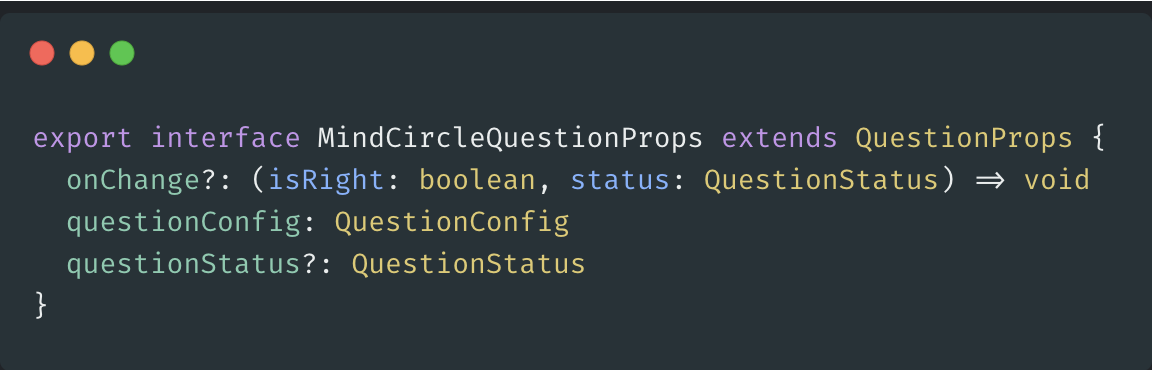 export interface MindCircleQuestionProps extends QuestionProps {
  onChange?: (isRight: boolean, status: QuestionStatus) => void
  questionConfig: QuestionConfig
  questionStatus?: QuestionStatus
}